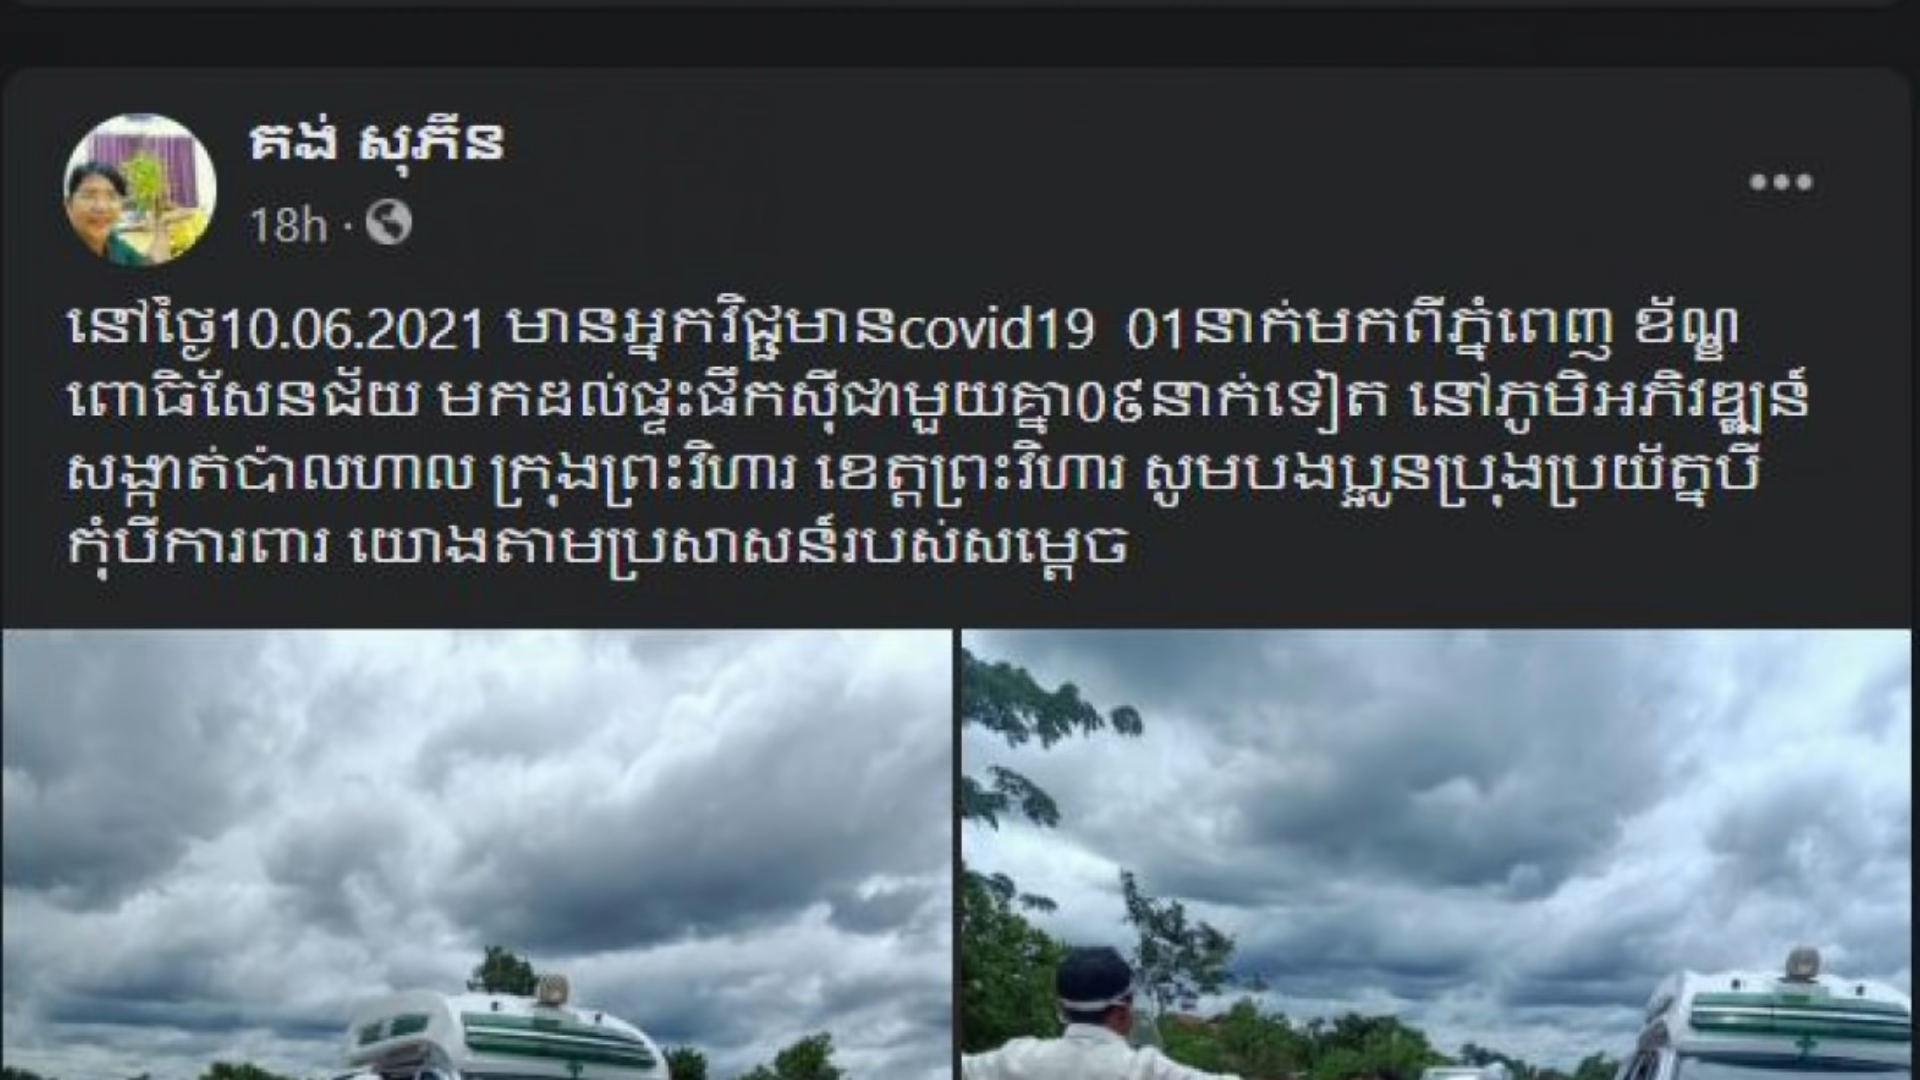 គង់ សុភីន
18h ·
នៅថ្ងៃ10.06.2021 មានអ្នកវិជ្ជមានcovid19 01នាក់មកពីភ្នំពេញ ខ័ណ្ឌ
ពោធិសែនជ័យ មកដល់ផ្ទះផឹកស៊ីជាមួយគ្នា0៩នាក់ទៀត នៅភូមិអភិវឌ្ឍន៍
សង្កាត់ប៉ាលហាល ក្រុងព្រះវិហារ ខេត្តព្រះវិហារ សូមបងប្អូនប្រុងប្រយ័ត្នបី
កុំបីការពារ យោងតាមប្រសាសន៍របស់សម្ដេច